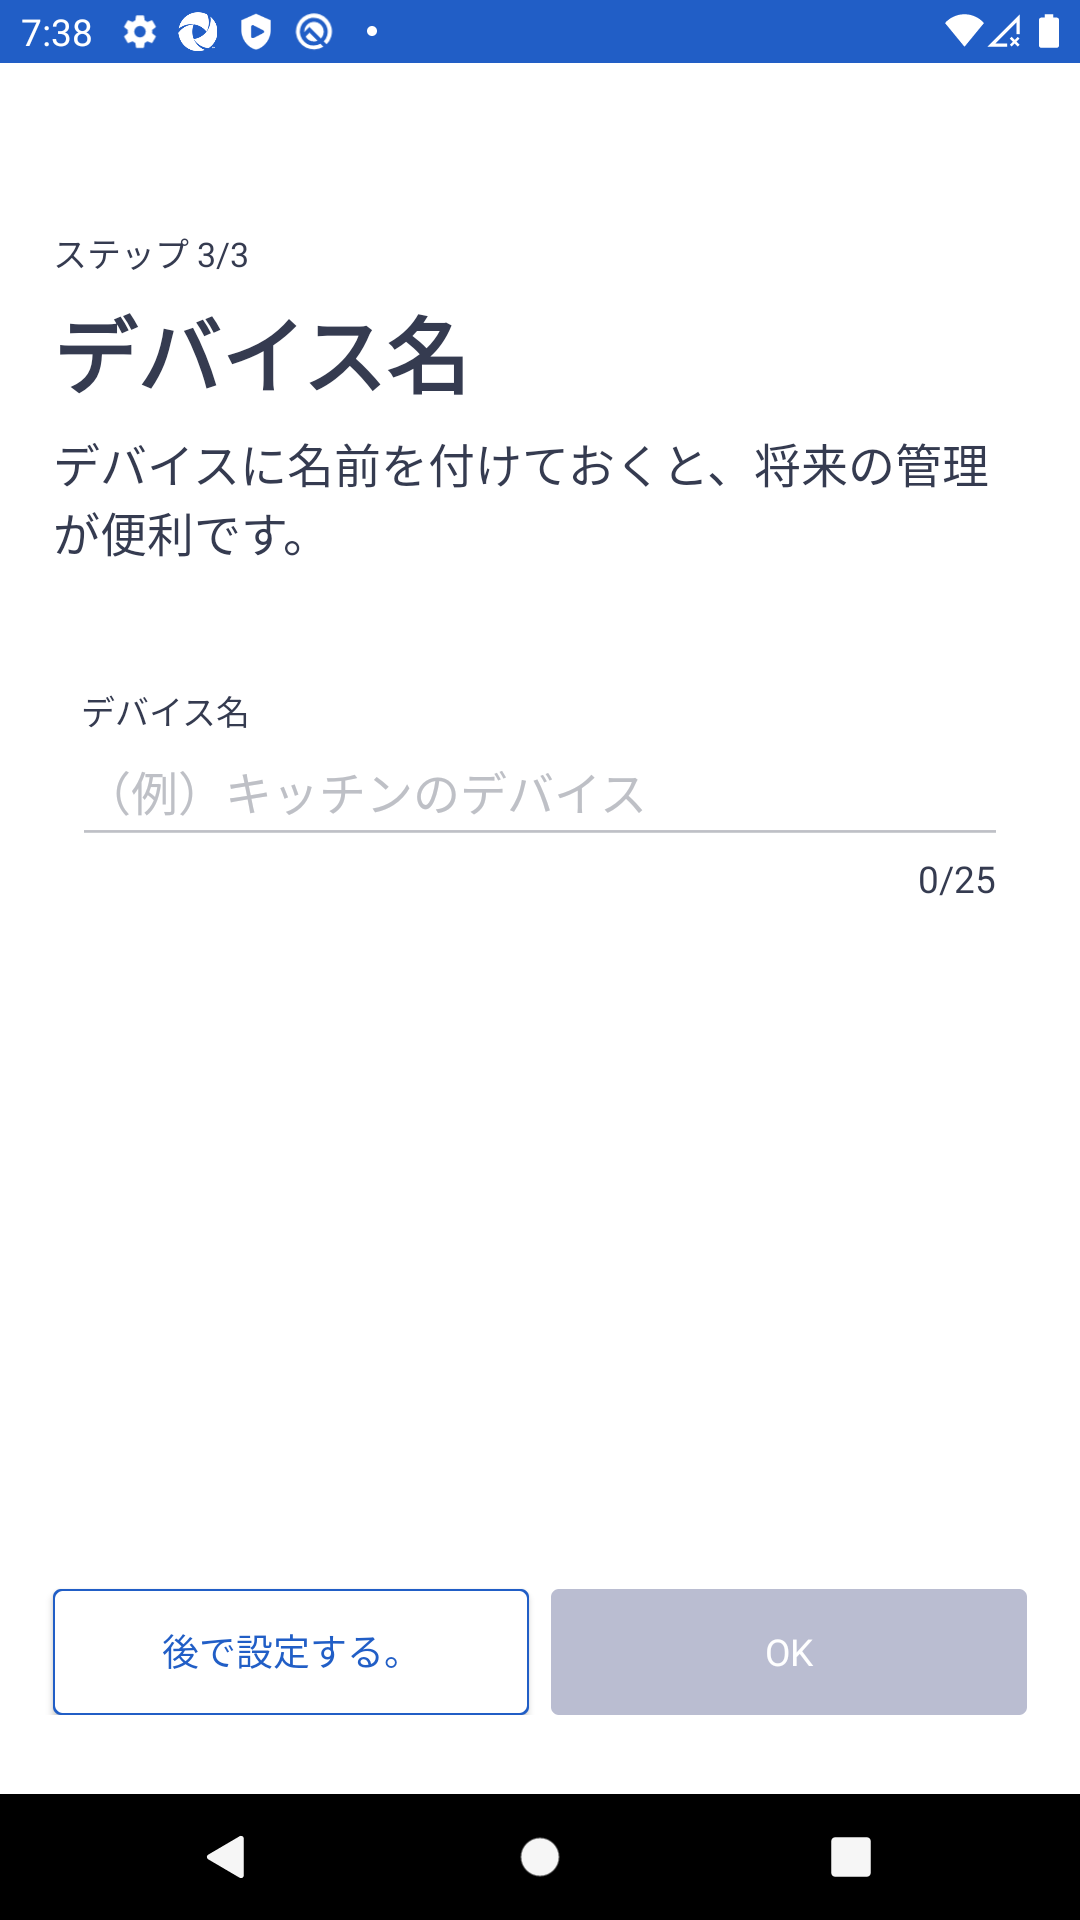 7:38
ステップ 3/3
デバイス名
デバイスに名前を付けておくと、将来の管理
が便利です。
デバイス名
（例）キッチンのデバイス
0/25
後で設定する。
OK